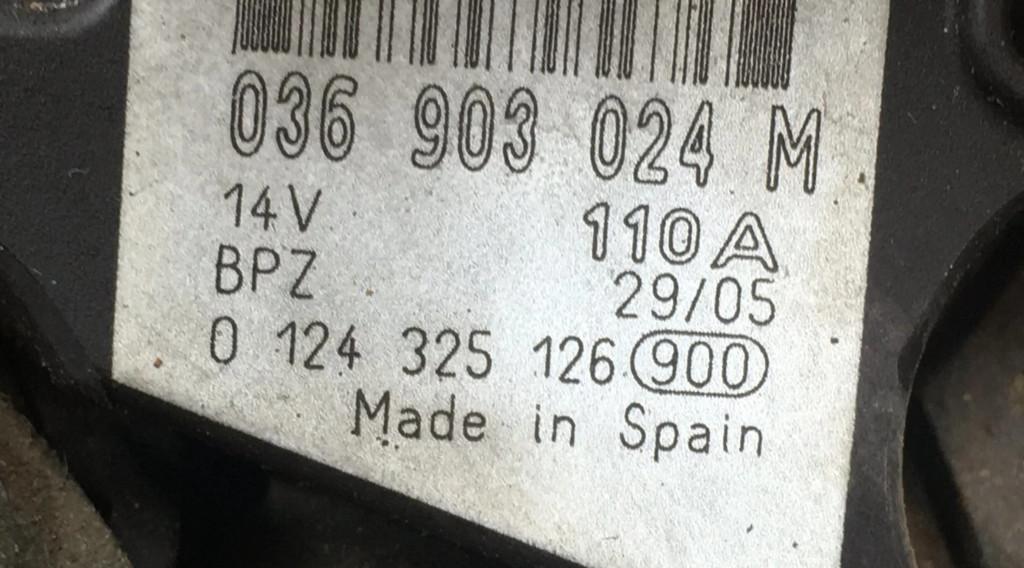 036 903 024 M
14V 110A
BPZ 29/05
0 124 325 126 900
Made in Spain